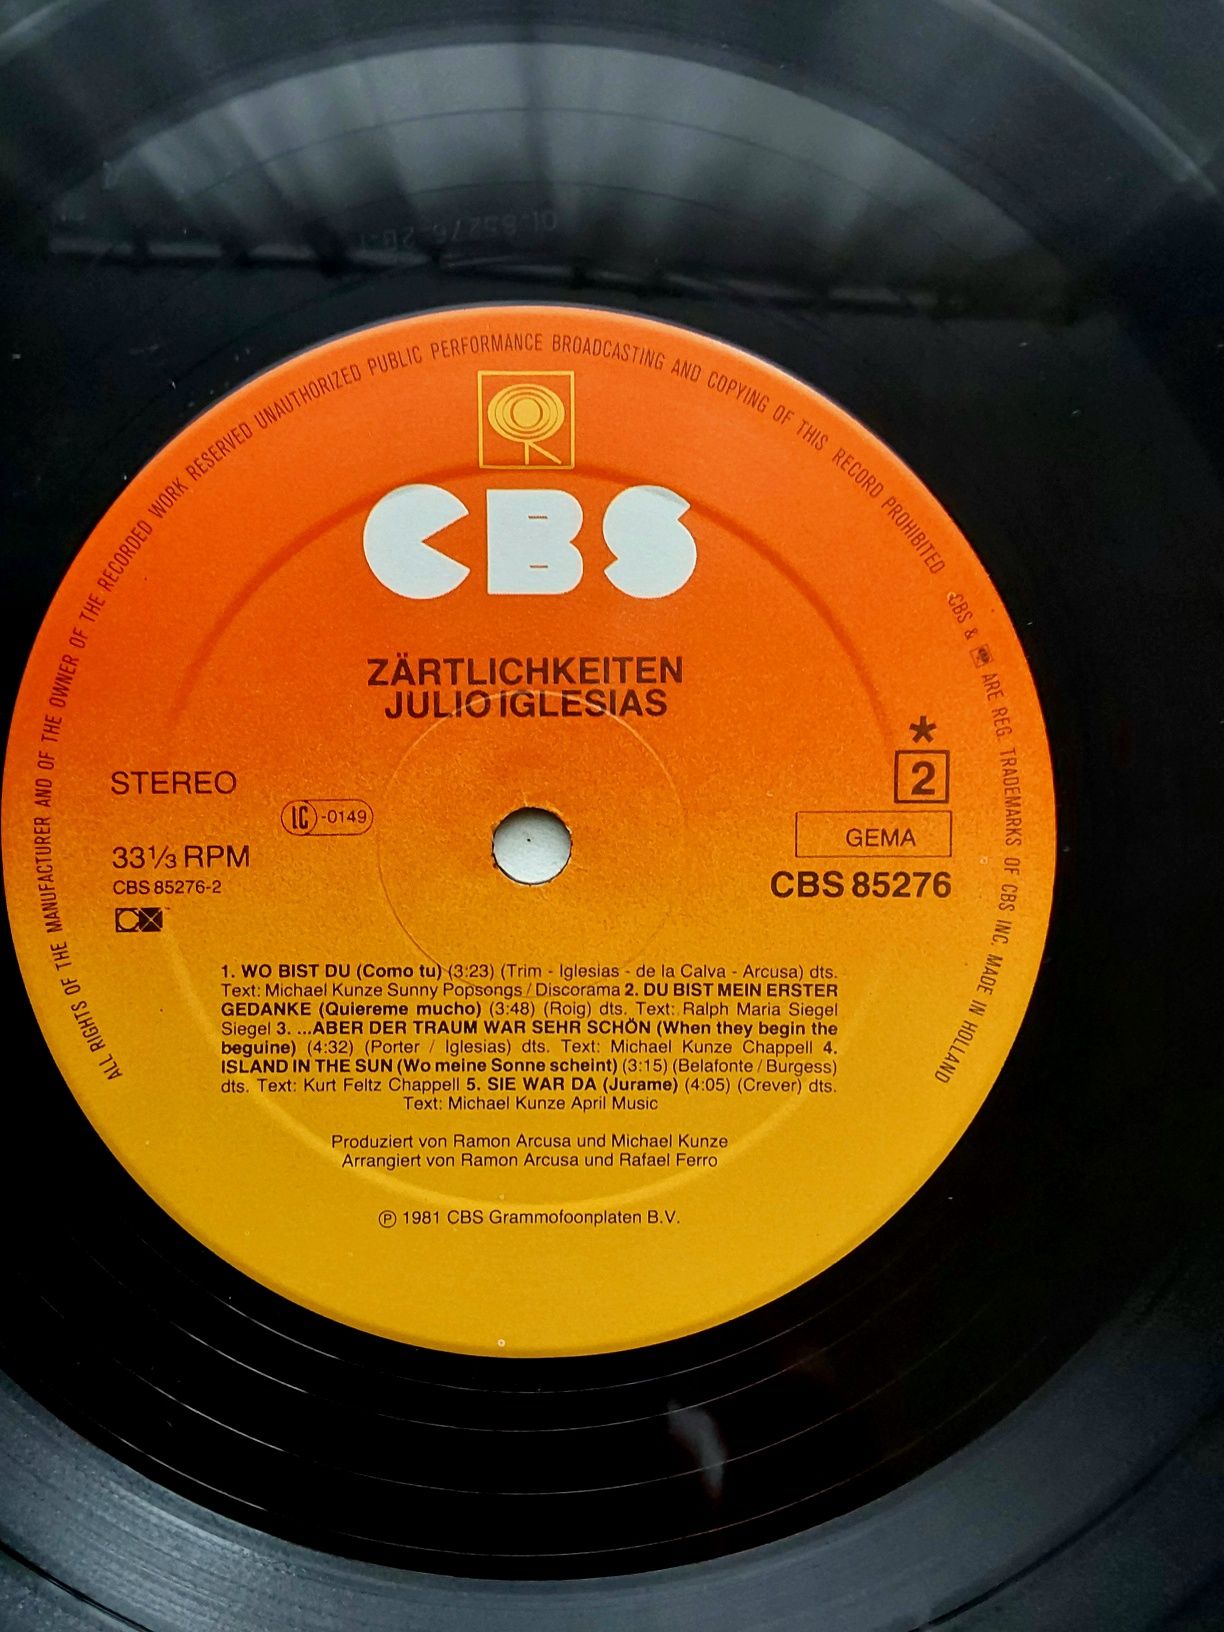 ALL RIGHTS OF THE MANUFACTURER AND OF THE OWNER OF THE RECORDED WORK RESERVED UNAUTHORIZED PUBLIC PERFORMANCE BROADCASTING AND COPYING OF THIS RECORD PROHIBITED
CBS & ARE REG. TRADEMARKS OF CBS INC. MADE IN HOLLAND
CBS
ZÄRTLICHKEITEN
JULIO IGLESIAS
*
STEREO
2
LC-0149
GEMA
33⅓ RPM
CBS 85276
CBS 85276-2
1. WO BIST DU (Como tu) (3:23) (Trim - Iglesias - de la Calva - Arcusa) dts.
Text: Michael Kunze Sunny Popsongs / Discorama 2. DU BIST MEIN ERSTER
GEDANKE (Quiereme mucho) (3:48) (Roig) dts. Text: Ralph Maria Siegel
Siegel 3. ...ABER DER TRAUM WAR SEHR SCHÖN (When they begin the
beguine) (4:32) (Porter / Iglesias) dts. Text: Michael Kunze Chappell 4.
ISLAND IN THE SUN (Wo meine Sonne scheint) (3:15) (Belafonte / Burgess)
dts. Text: Kurt Feltz Chappell 5. SIE WAR DA (Jurame) (4:05) (Crever) dts.
Text: Michael Kunze April Music
Produziert von Ramon Arcusa und Michael Kunze
Arrangiert von Ramon Arcusa und Rafael Ferro
Ⓟ 1981 CBS Grammofoonplaten B.V.